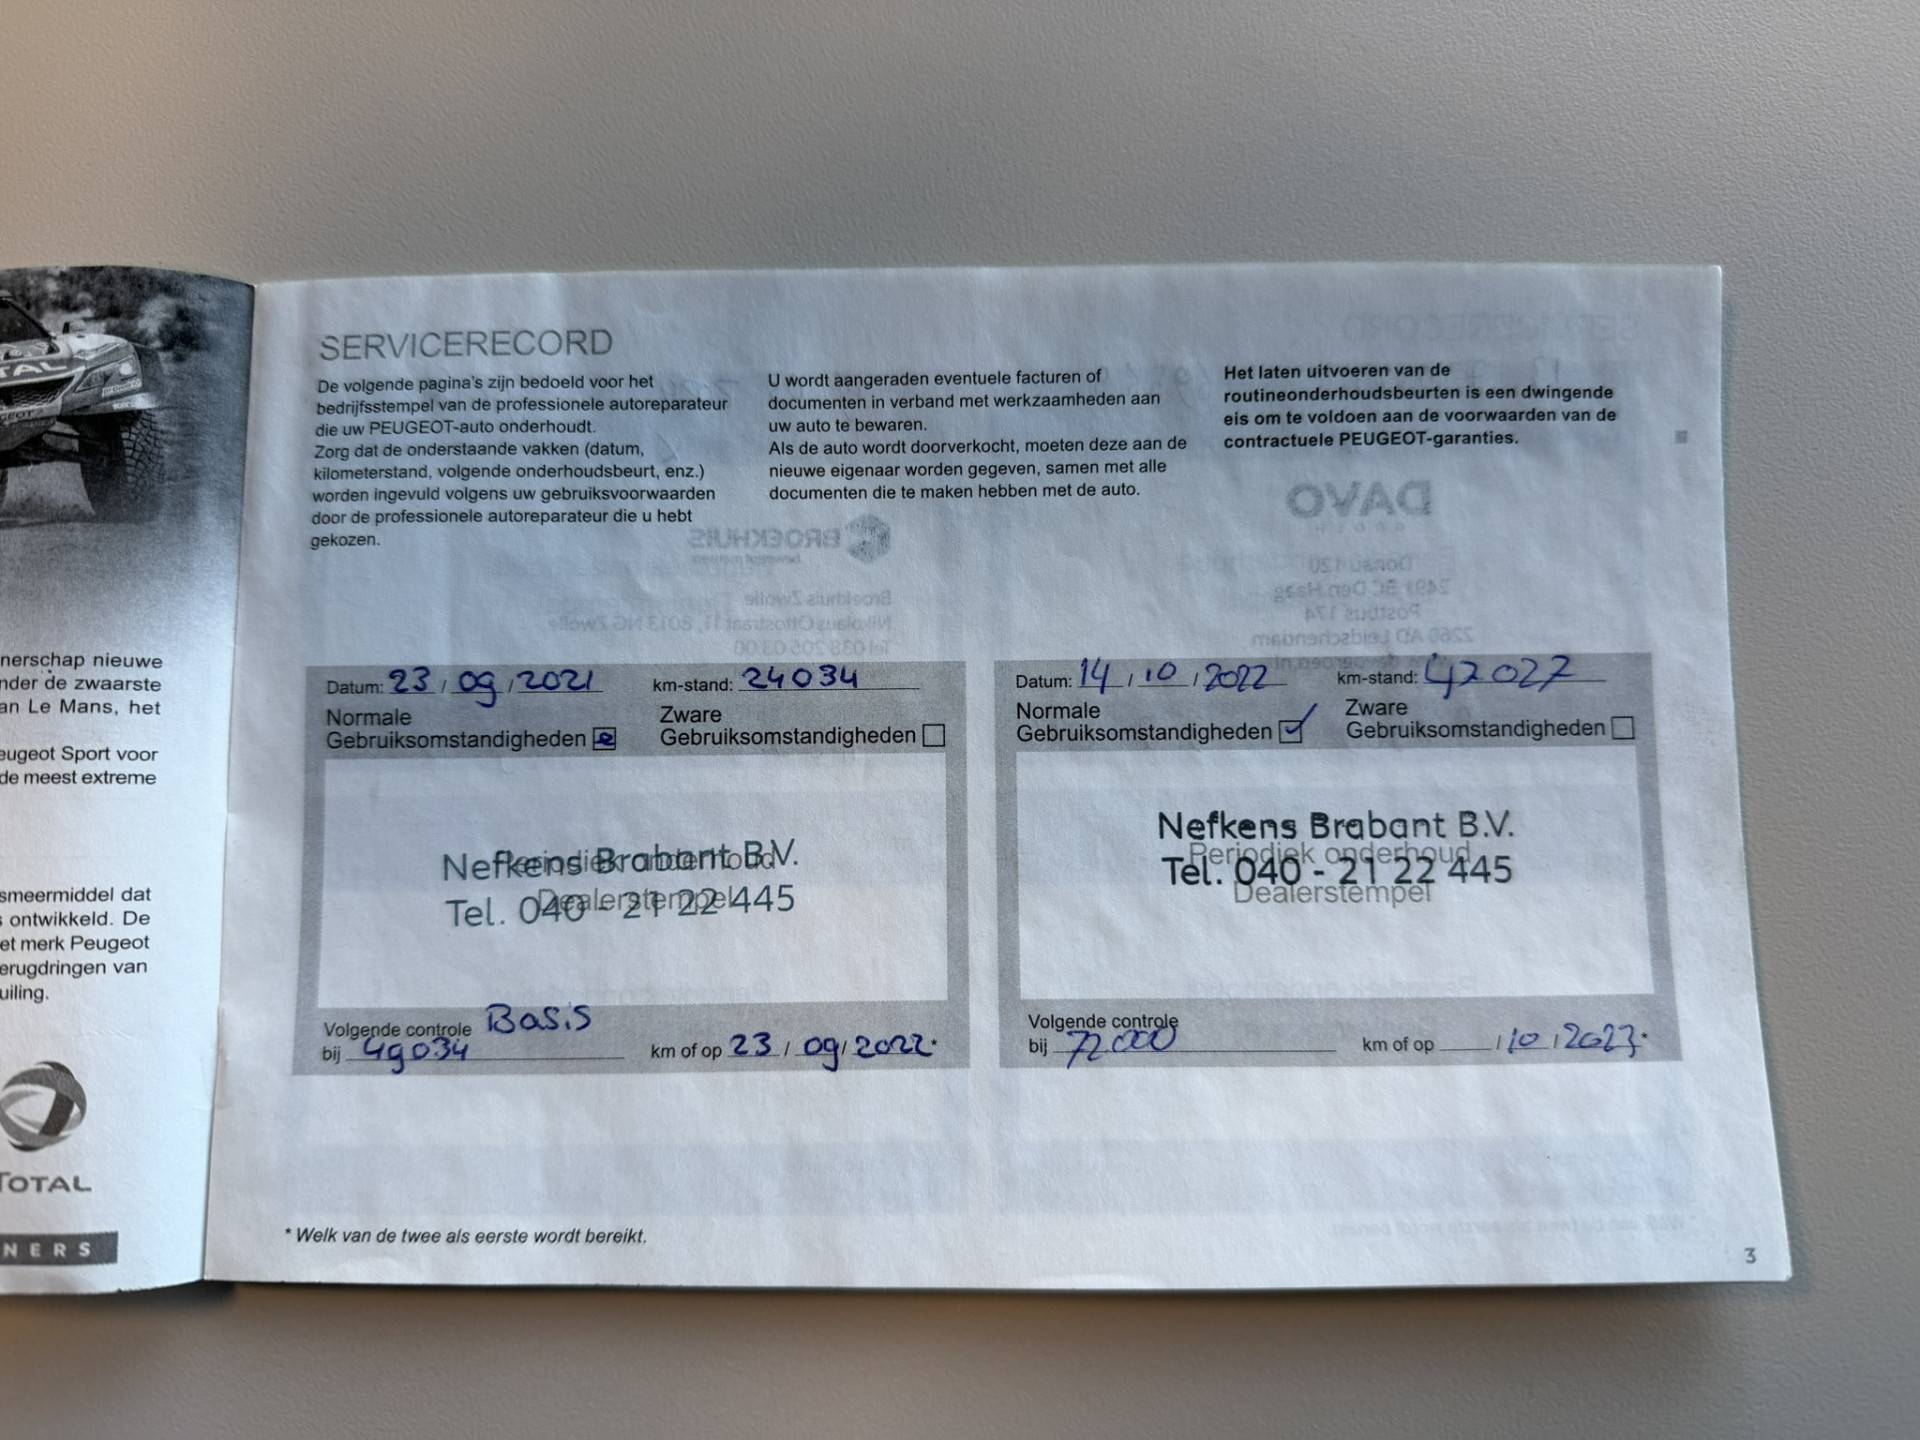 TAL
nerschap nieuwe
nder de zwaarste
an Le Mans, het
eugeot Sport voor
de meest extreme
smeermiddel dat
s ontwikkeld. De
et merk Peugeot
erugdringen van
uiling.
TOTAL
NERS
SERVICERECORD
De volgende pagina's zijn bedoeld voor het
bedrijfsstempel van de professionele autoreparateur
die uw PEUGEOT-auto onderhoudt.
Zorg dat de onderstaande vakken (datum,
kilometerstand, volgende onderhoudsbeurt, enz.)
worden ingevuld volgens uw gebruiksvoorwaarden
door de professionele autoreparateur die u hebt
gekozen.
U wordt aangeraden eventuele facturen of
documenten in verband met werkzaamheden aan
uw auto te bewaren.
Als de auto wordt doorverkocht, moeten deze aan de
nieuwe eigenaar worden gegeven, samen met alle
documenten die te maken hebben met de auto.
Het laten uitvoeren van de
routineonderhoudsbeurten is een dwingende
eis om te voldoen aan de voorwaarden van de
contractuele PEUGEOT-garanties.
Datum: 23 / 09 / 2021 km-stand: 24034
Normale
Gebruiksomstandigheden
Zware
Gebruiksomstandigheden
Nefkens Brabant B.V.
Periodiek onderhoud
Tel. 040 - 21 22 445
Dealerstempel
Basis
Volgende controle
bij 49034 km of op 23 / 09 / 2022*
Datum: 14 / 10 / 2022 km-stand: 47027
Normale
Gebruiksomstandigheden
Zware
Gebruiksomstandigheden
Nefkens Brabant B.V.
Periodiek onderhoud
Tel. 040 - 21 22 445
Dealerstempel
Volgende controle
bij 72000 km of op / 10 / 2023*
* Welk van de twee als eerste wordt bereikt.
3